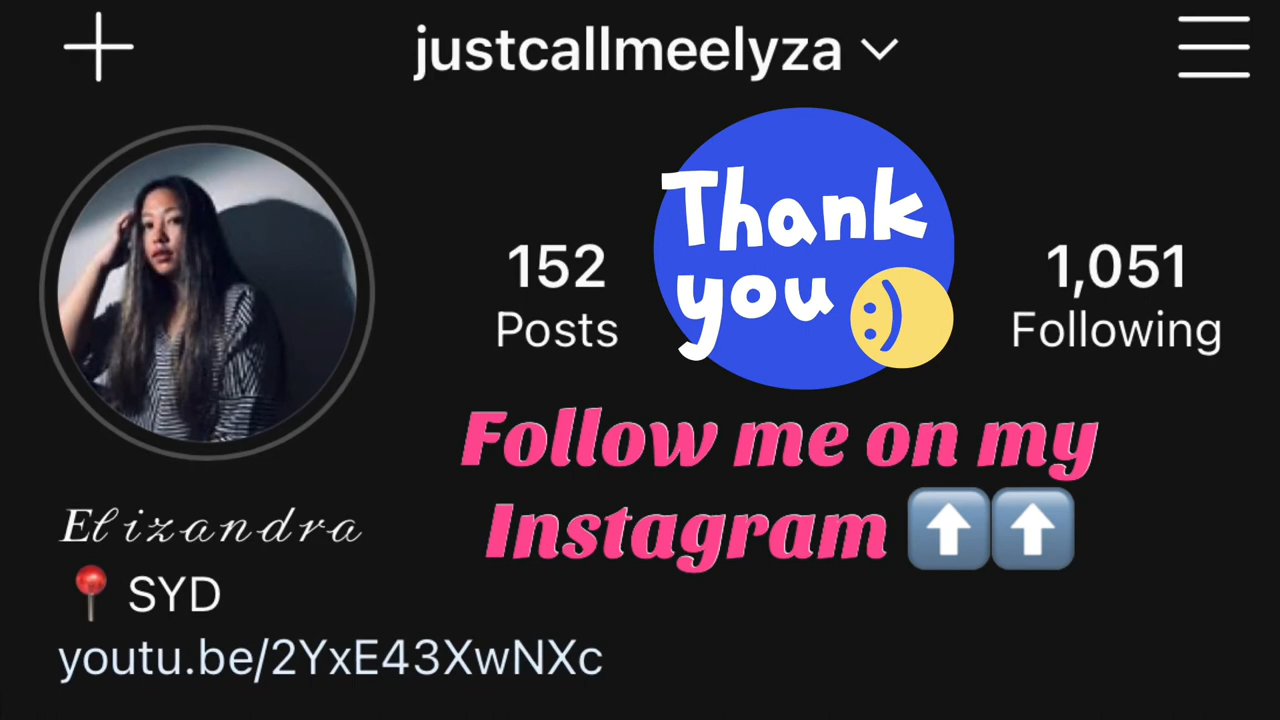 justcallmeelyza
Thank
you
152
Posts
1,051
Following
Follow me on my
Instagram ⬆️⬆️
Elizandra
📍 SYD
youtu.be/2YxE43XwNXc